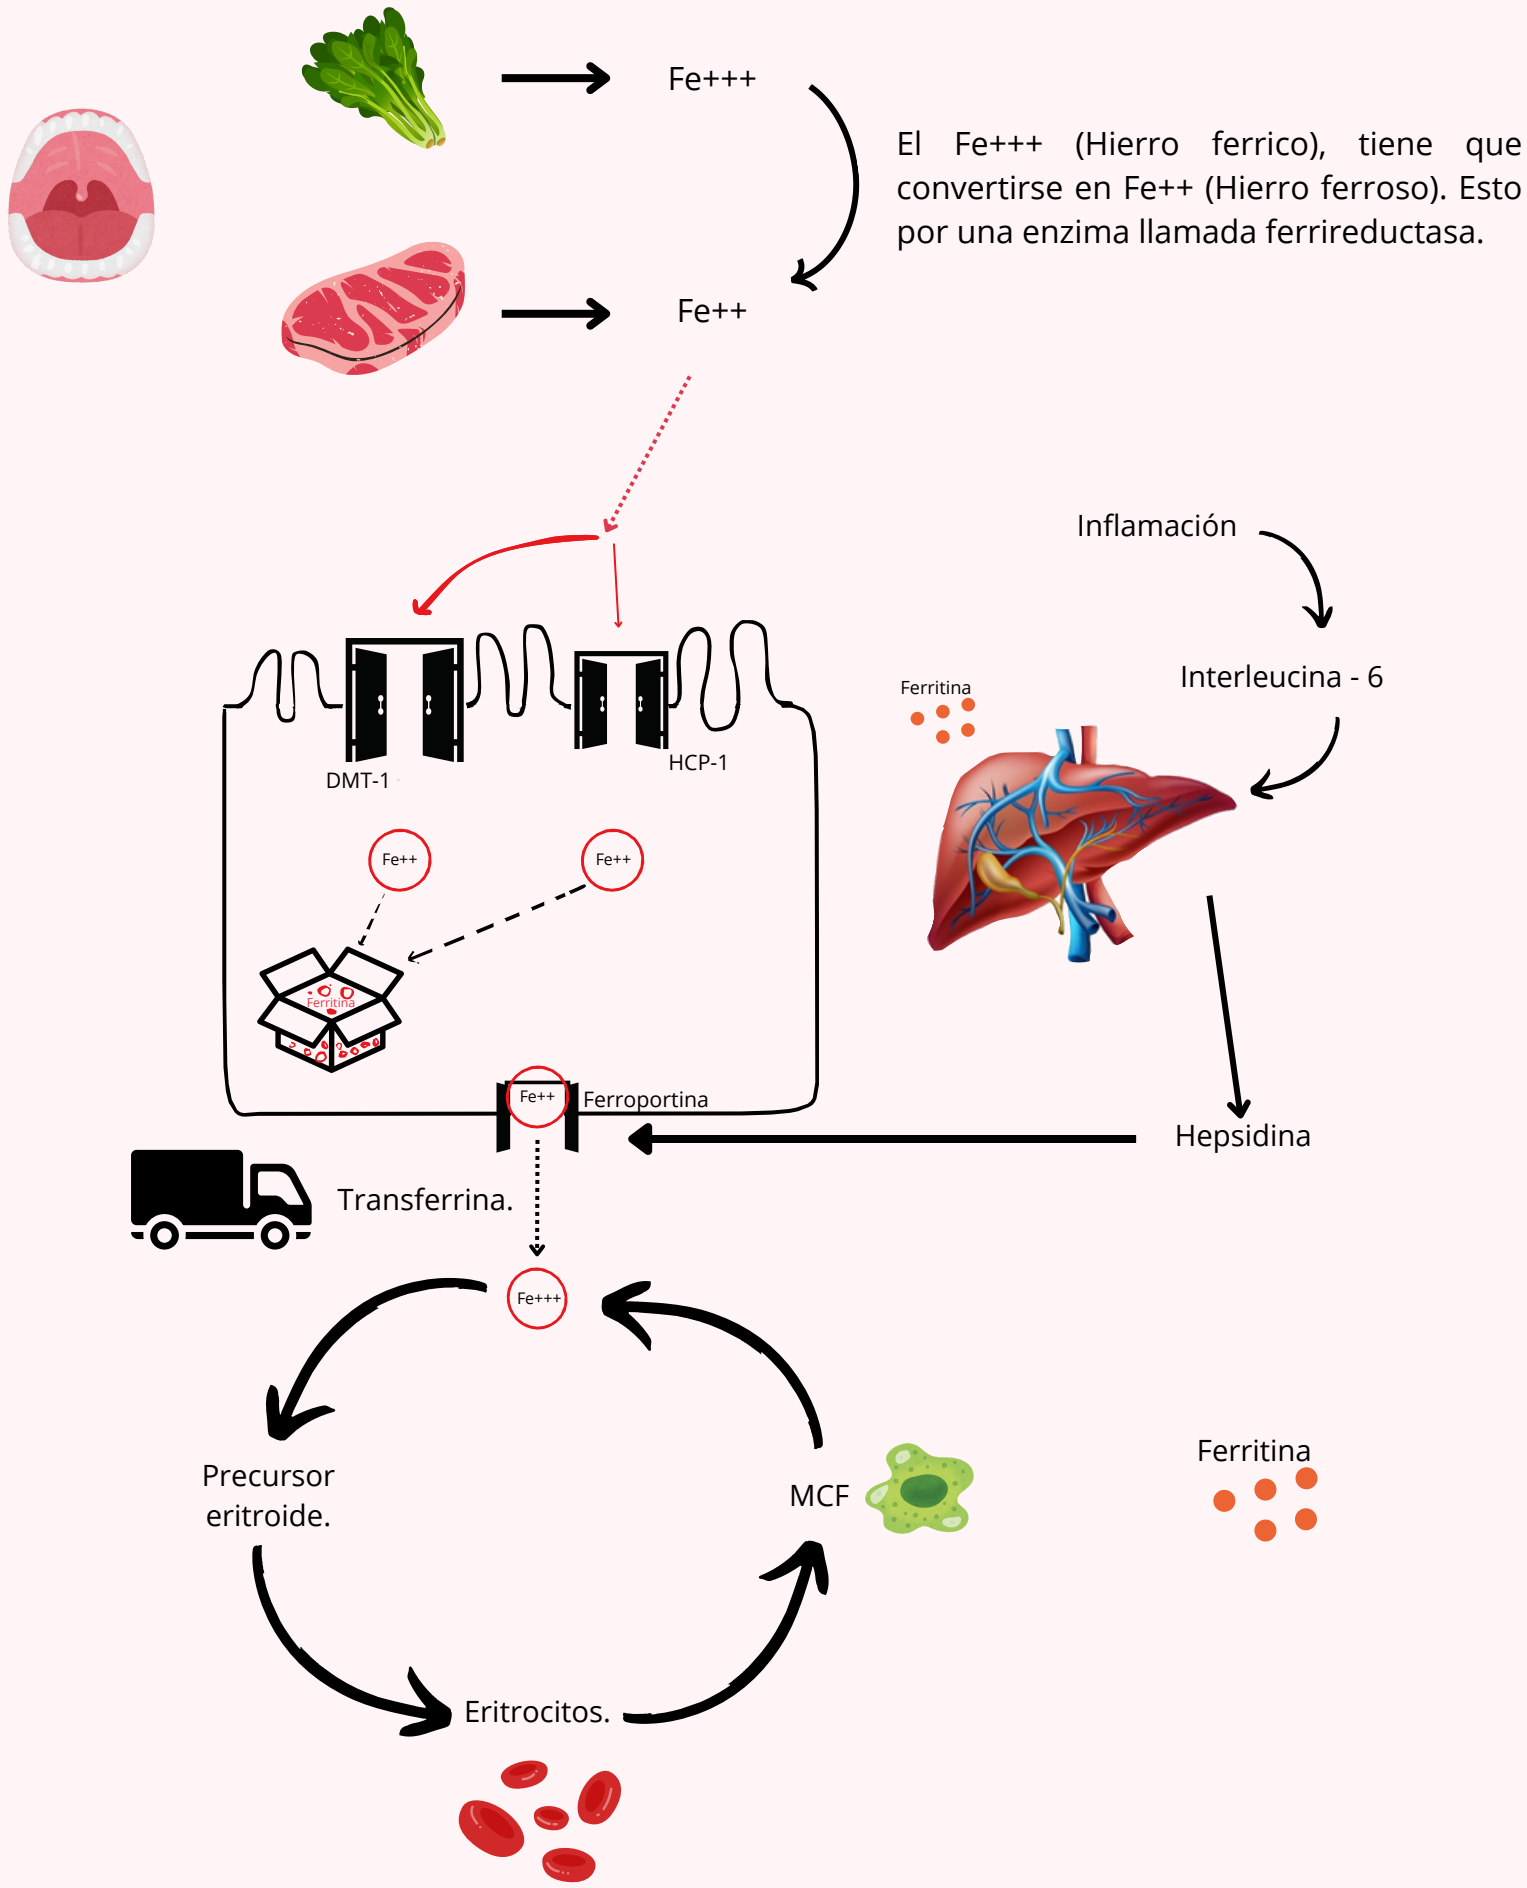 Fe+++
El Fe+++ (Hierro ferrico), tiene que
convertirse en Fe++ (Hierro ferroso). Esto
por una enzima llamada ferrireductasa.
Fe++
Inflamación
Interleucina - 6
Ferritina
DMT-1
HCP-1
Fe++
Fe++
Ferritina
Fe++
Ferroportina
Hepsidina
Transferrina.
Fe+++
Precursor
eritroide.
MCF
Ferritina
Eritrocitos.